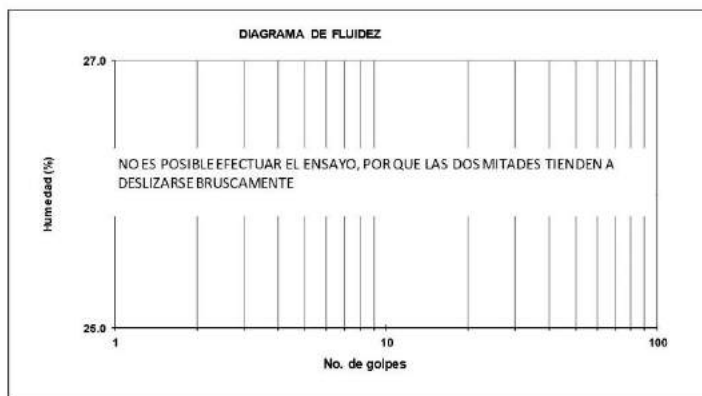 DIAGRAMA DE FLUIDEZ
27.0
NO ES POSIBLE EFECTUAR EL ENSAYO, POR QUE LAS DOS MITADES TIENDEN A
DESLIZARSE BRUSCAMENTE
Humedad (%)
25.0
1
10
100
No. de golpes